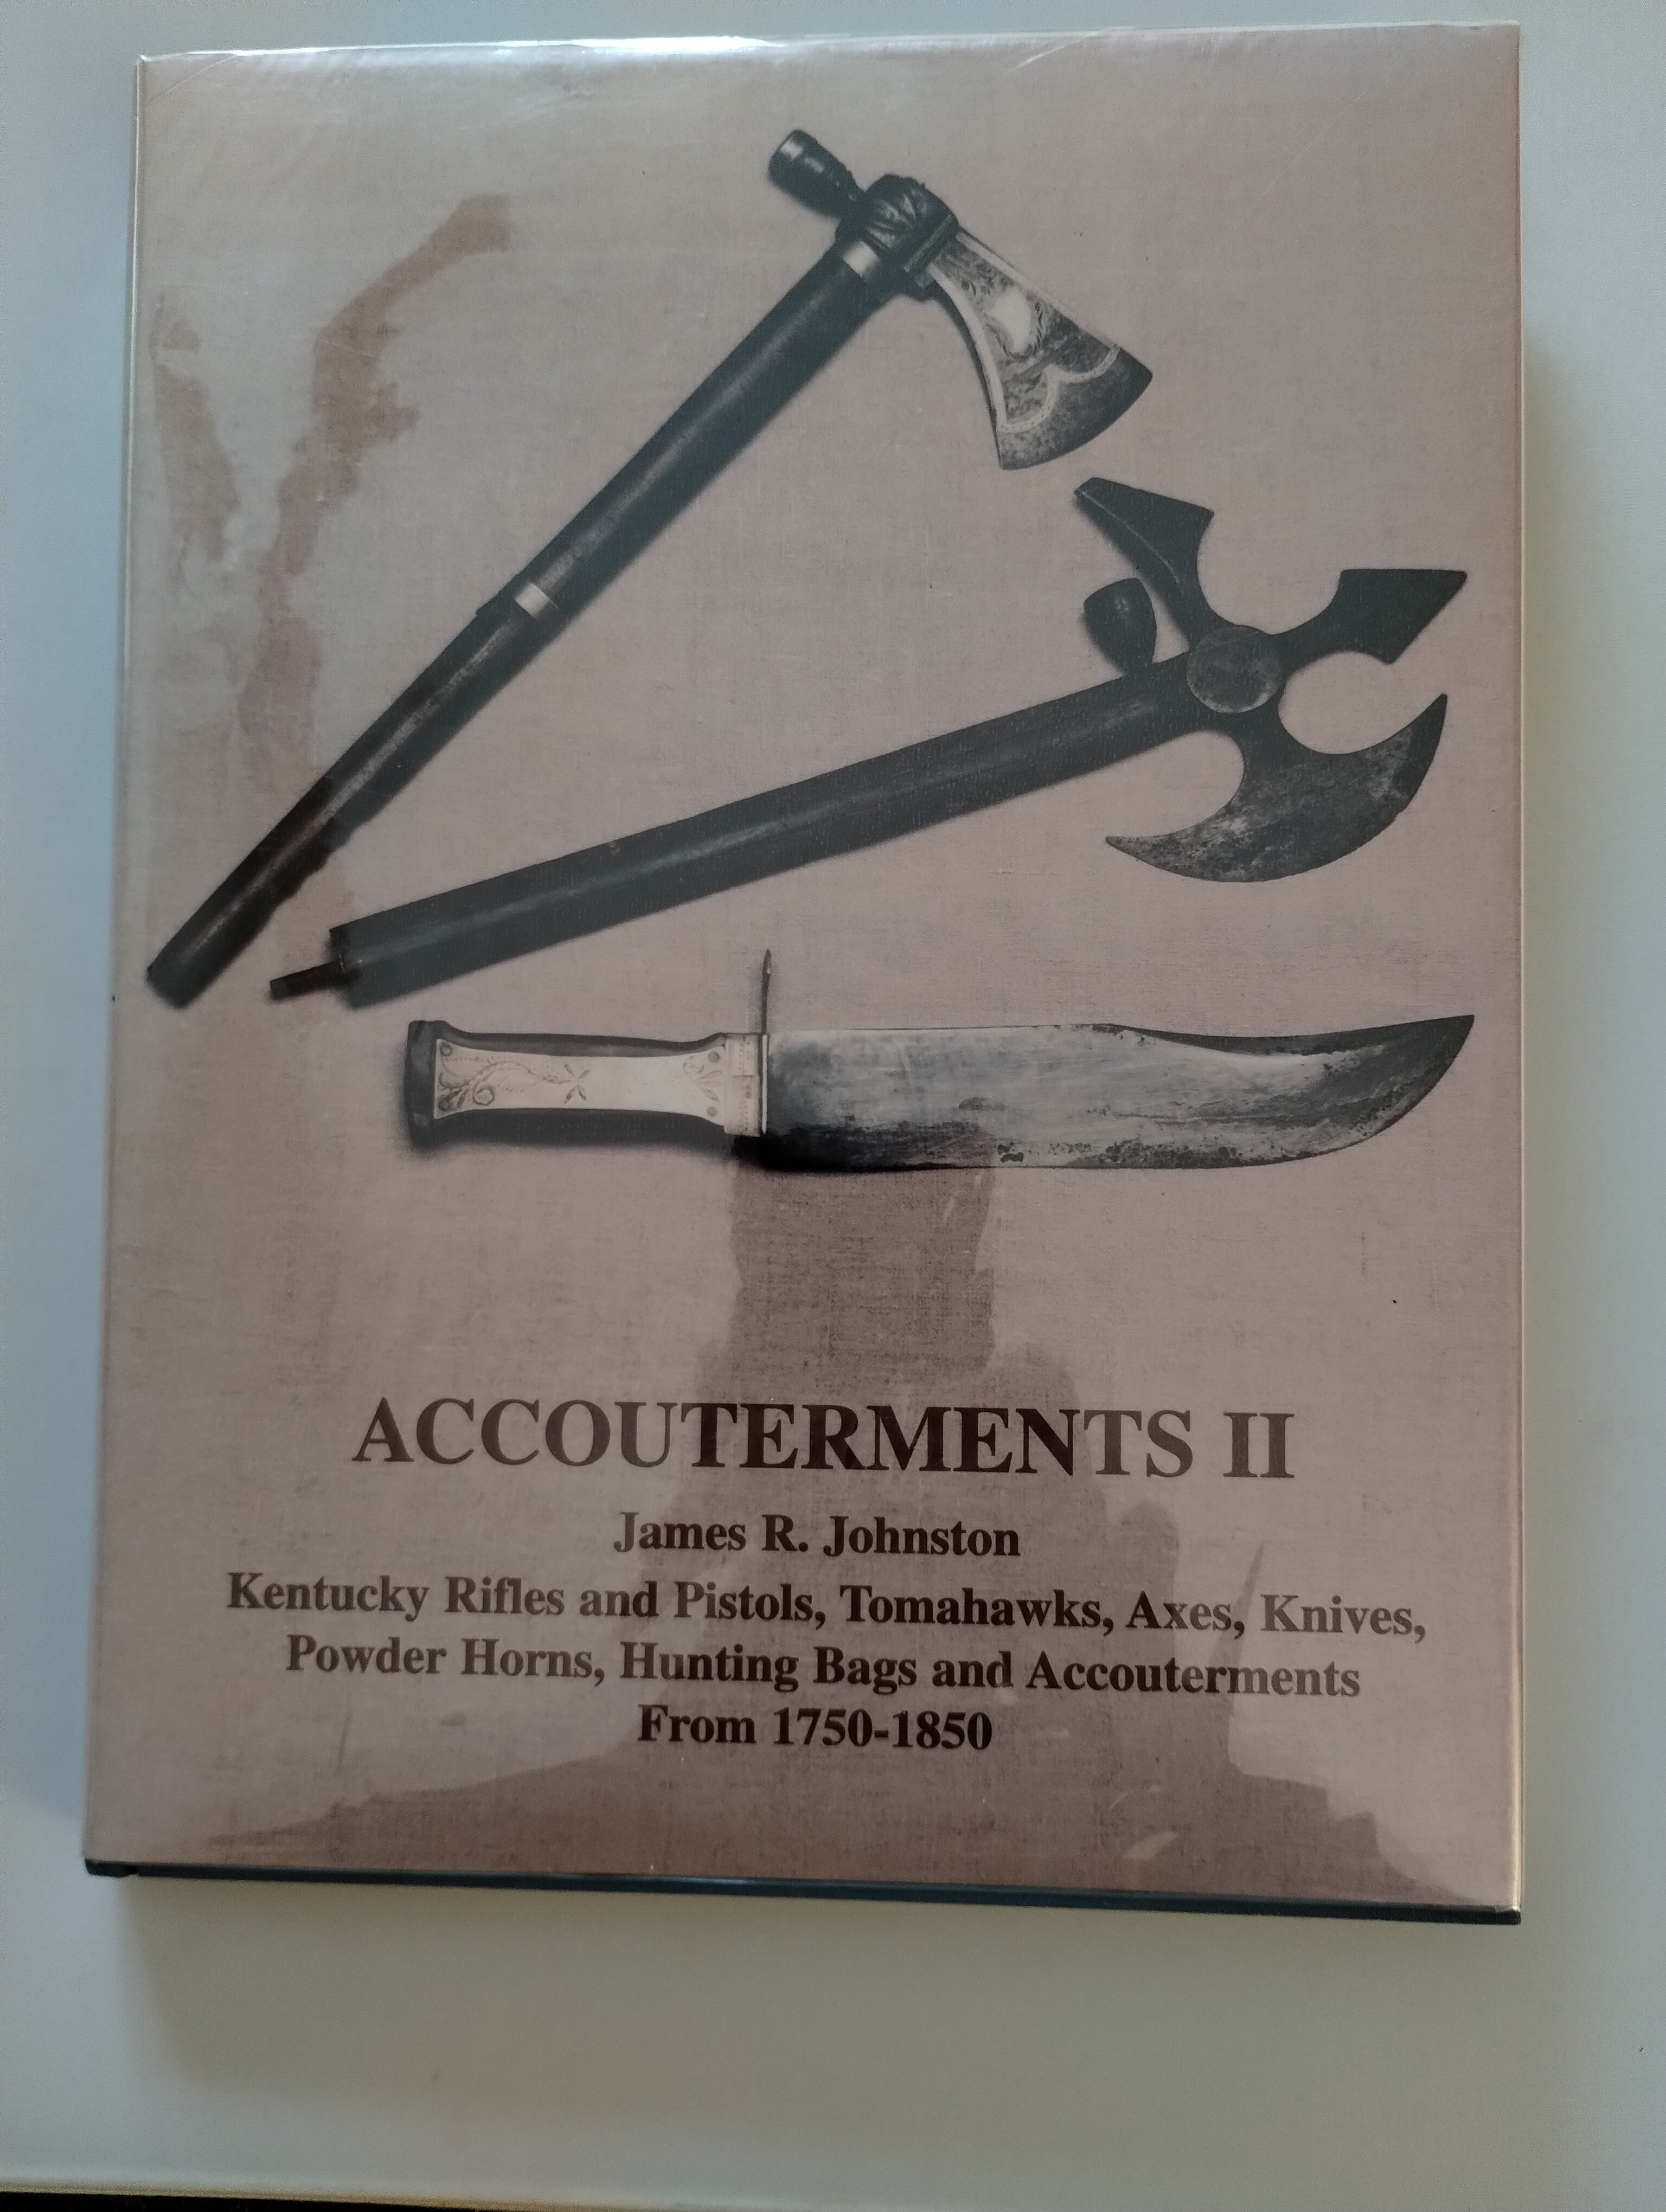 ACCOUTERMENTS II
James R. Johnston
Kentucky Rifles and Pistols, Tomahawks, Axes, Knives,
Powder Horns, Hunting Bags and Accouterments
From 1750-1850